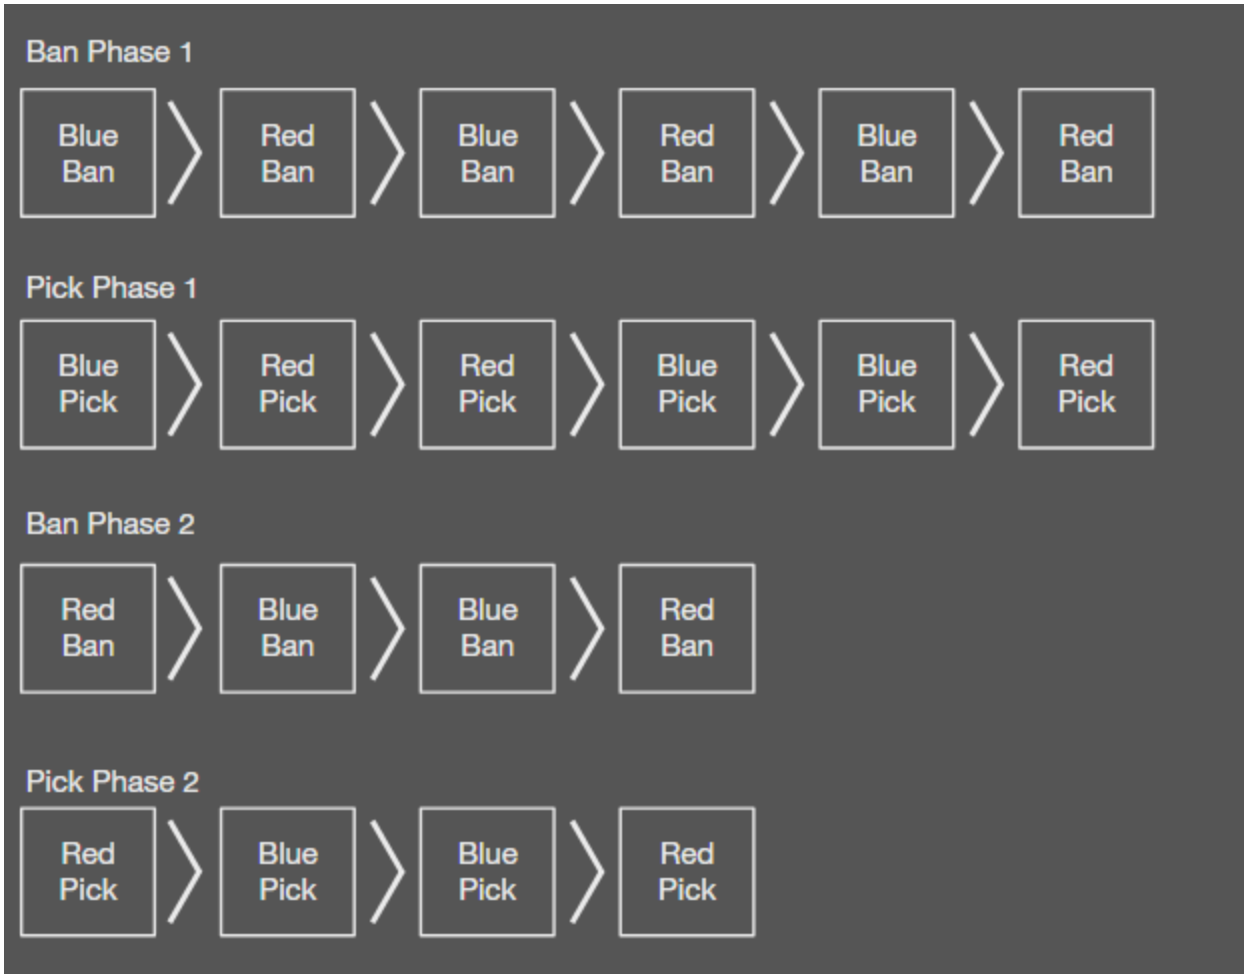 Ban Phase 1
Blue
Ban
Red
Ban
Blue
Ban
Red
Ban
Blue
Ban
Red
Ban
Pick Phase 1
Blue
Pick
Red
Pick
Red
Pick
Blue
Pick
Blue
Pick
Red
Pick
Ban Phase 2
Red
Ban
Blue
Ban
Blue
Ban
Red
Ban
Pick Phase 2
Red
Pick
Blue
Pick
Blue
Pick
Red
Pick